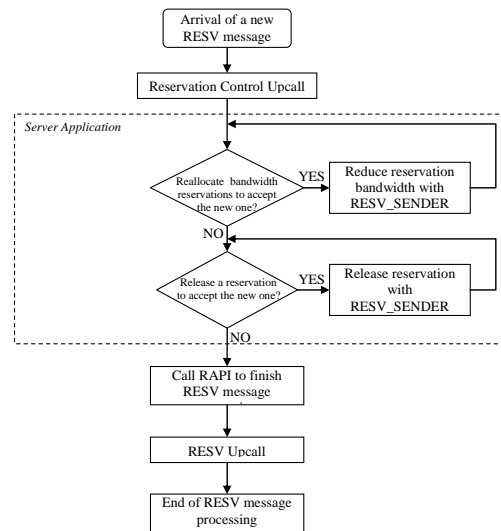 Arrival of a new
RESV message
Reservation Control Upcall
Server Application
Reallocate bandwidth
reservations to accept
the new one?
YES
Reduce reservation
bandwidth with
RESV_SENDER
NO
Release a reservation
to accept the new one?
YES
Release reservation
with
RESV_SENDER
NO
Call RAPI to finish
RESV message
RESV Upcall
End of RESV message
processing